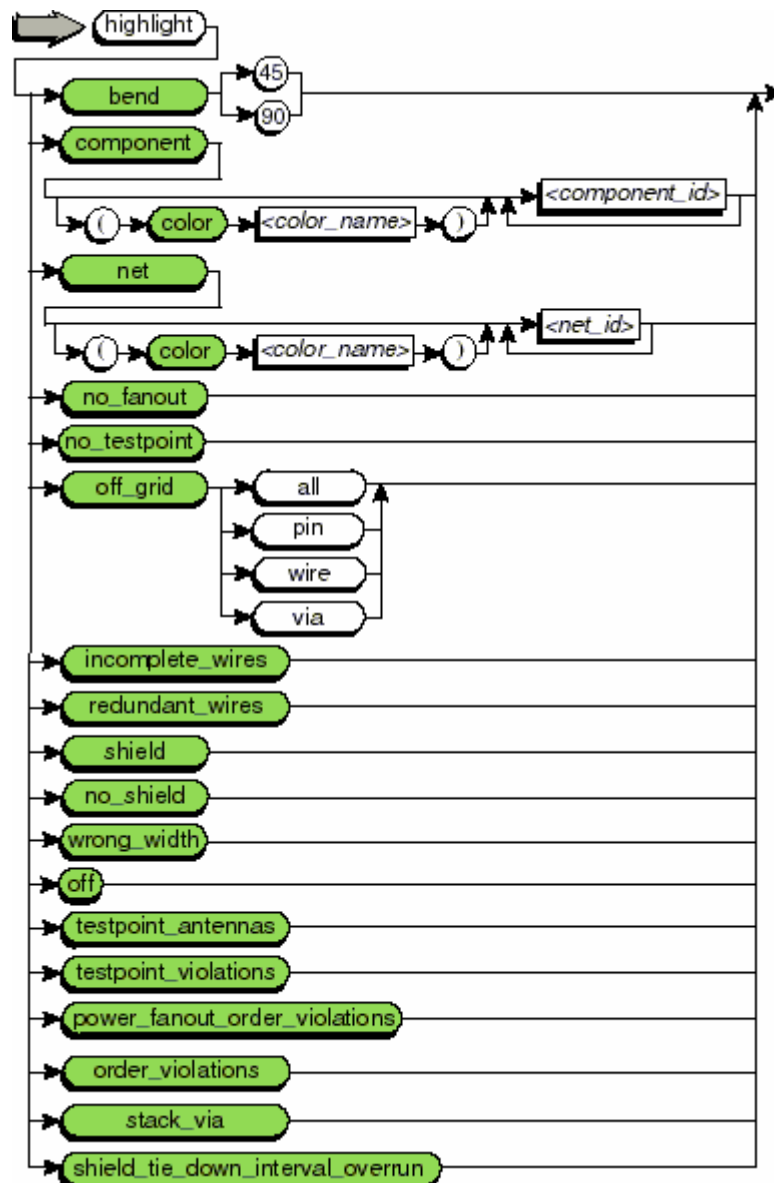 highlight
bend 45
90
component
<component_id>
( color <color_name> )
net
<net_id>
( color <color_name> )
no_fanout
no_testpoint
off_grid all
pin
wire
via
incomplete_wires
redundant_wires
shield
no_shield
wrong_width
off
testpoint_antennas
testpoint_violations
power_fanout_order_violations
order_violations
stack_via
shield_tie_down_interval_overrun